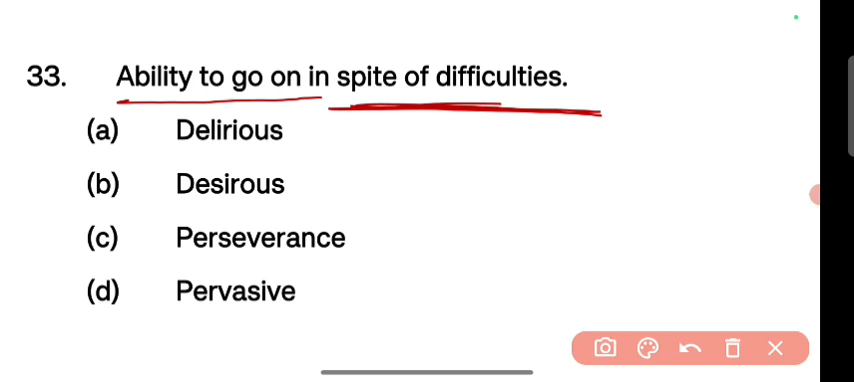 33. Ability to go on in spite of difficulties.
(a) Delirious
(b) Desirous
(c) Perseverance
(d) Pervasive